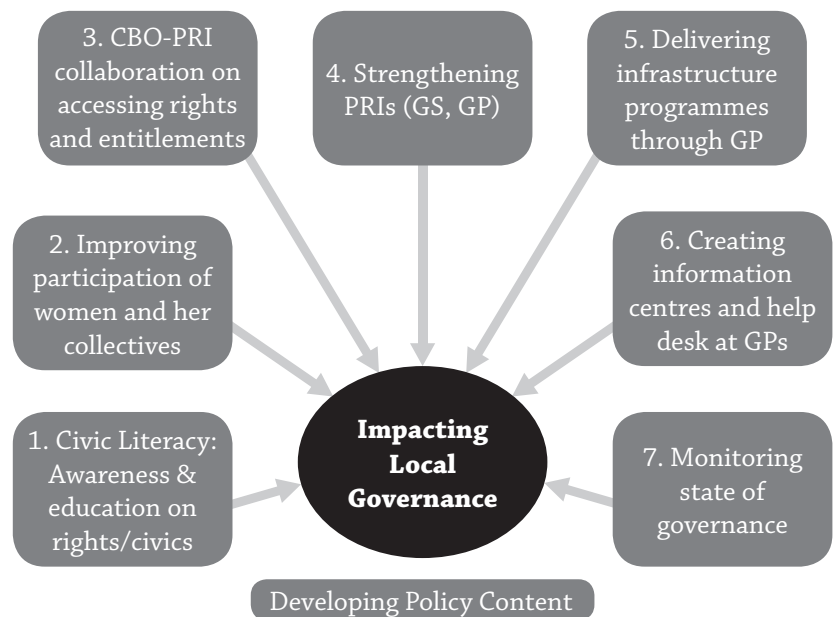 1. Civic Literacy:
Awareness &
education on
rights/civics
2. Improving
participation of
women and her
collectives
3. CBO-PRI
collaboration on
accessing rights
and entitlements
4. Strengthening
PRIs (GS, GP)
5. Delivering
infrastructure
programmes
through GP
6. Creating
information
centres and help
desk at GPs
7. Monitoring
state of
governance
Impacting
Local
Governance
Developing Policy Content